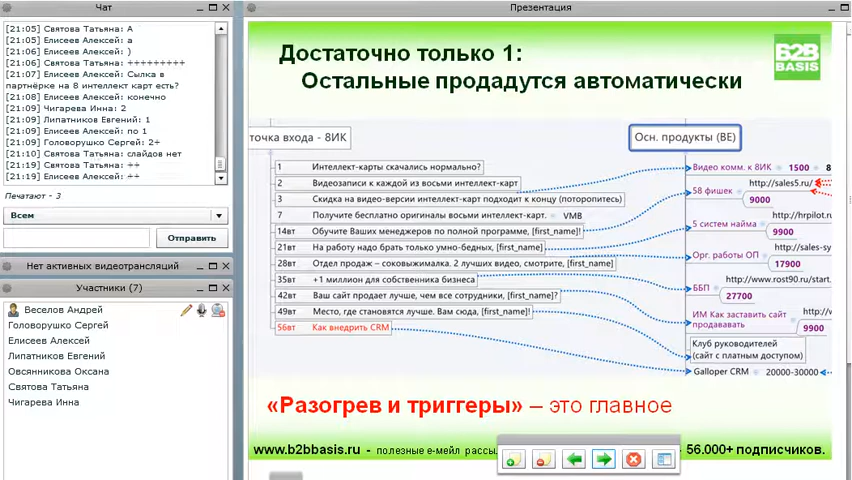 Чат
[21:05] Святова Татьана: А
[21:05] Елисеев Алексей: а
[21:06] Елисеев Алексей: )
[21:06] Святова Татьана: +++++++++
[21:07] Елисеев Алексей: Сылка в
партнёрке на 8 интеллект карт есть?
[21:08] Елисеев Алексей: конечно
[21:09] Чигарева Инна: 2
[21:09] Липатников Евгений: 1
[21:09] Елисеев Алексей: по 1
[21:09] Головорушко Сергей: 2+
[21:14] Святова Татьана: слайдов нет
[21:19] Святова Татьана: ++
[21:19] Елисеев Алексей: ++
Печатают - 3
Всем
Отправить
Нет активных видеотрансляций
Участники (7)
Веселов Андрей
Головорушко Сергей
Елисеев Алексей
Липатников Евгений
Овсянникова Оксана
Святова Татьана
Чигарева Инна
Презентация
Достаточно только 1:
Остальные продадутся автоматически
B2B
BASIS
точка входа - 8ИК
Осн. продукты (BE)
1 Интеллект-карты скачались нормально?
2 Видеозаписи к каждой из восьми интеллект-карт
3 Скидка на видео-версии интеллект-карт подходит к концу (поторопитесь)
7 Получите бесплатно оригиналы восьми интеллект-карт. VMB
14вт Обучите Ваших менеджеров по полной программе, [first_name]!
21вт На работу надо брать только умно-бедных, [first_name]
28вт Отдел продаж – соковыжималка. 2 лучших видео, смотрите, [first_name]
35вт +1 миллион для собственника бизнеса
42вт Ваш сайт продает лучше, чем все сотрудники, [first_name]?
49вт Место, где становятся лучше. Вам сюда, [first_name]!
56вт Как внедрить CRM
Видео комм. к 8ИК 1500 8
58 фишек http://sales5.ru/
9000
5 систем найма http://hrpilot.ru
9900
Орг. работы ОП http://sales-sy
17900
ББП http://www.rost90.ru/start.
27700
ИМ Как заставить сайт
продавать http://w
9900
Клуб руководителей
(сайт с платным доступом)
Galloper CRM 20000-30000
«Разогрев и триггеры» – это главное
www.b2bbasis.ru - полезные е-мейл рассы - 56.000+ подписчиков.